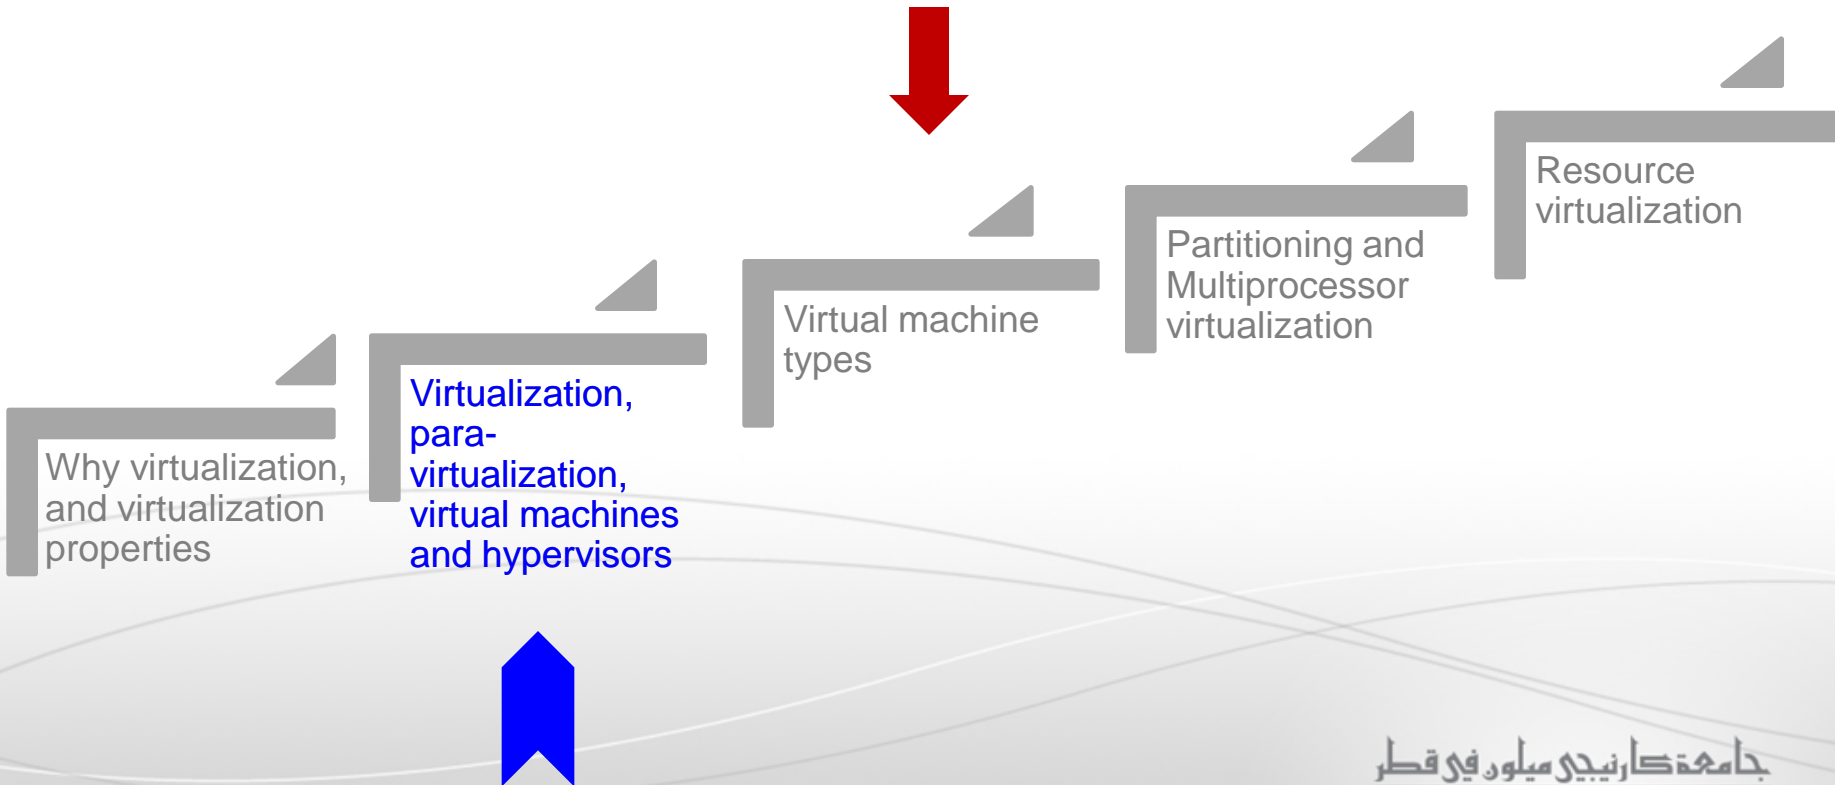 Why virtualization,
and virtualization
properties
Virtualization,
para-
virtualization,
virtual machines
and hypervisors
Virtual machine
types
Partitioning and
Multiprocessor
virtualization
Resource
virtualization
جامعة كارنيجي ميلون في قطر